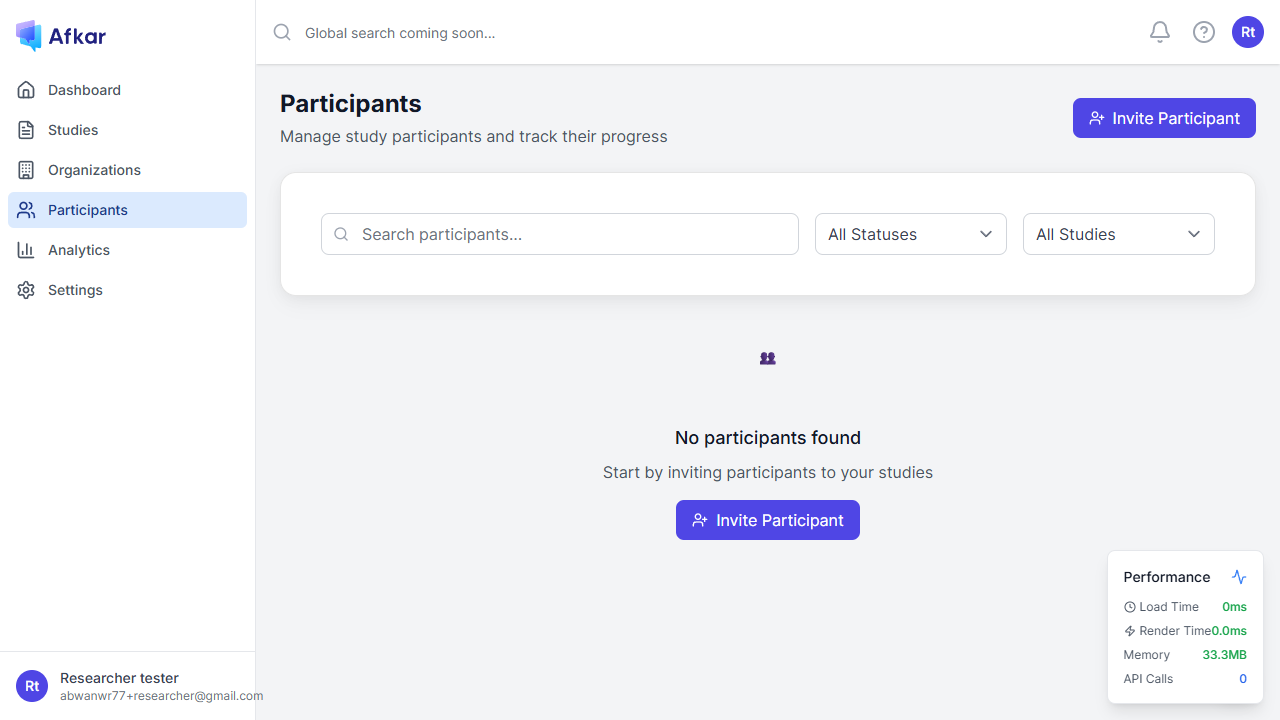 Afkar
Dashboard
Studies
Organizations
Participants
Analytics
Settings
Researcher tester
Rt
abwanwr77+researcher@gmail.com
Global search coming soon...
Rt
Participants
Manage study participants and track their progress
Invite Participant
Search participants...
All Statuses
All Studies
No participants found
Start by inviting participants to your studies
Invite Participant
Performance
Load Time 0ms
Render Time 0.0ms
Memory 33.3MB
API Calls 0